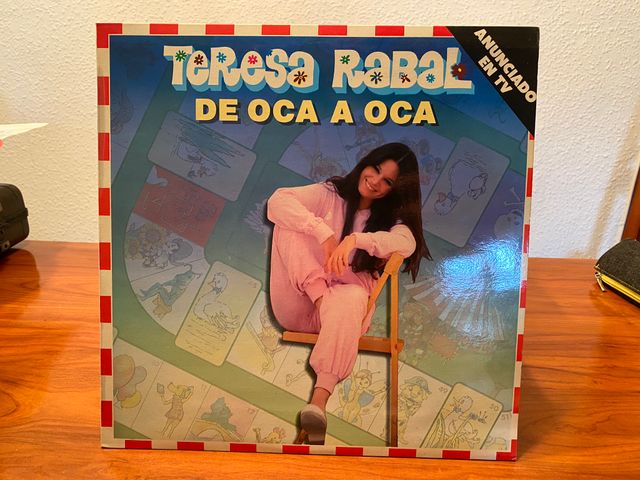 TeReSa RaBaL
DE OCA A OCA
ANUNCIADO
EN TV